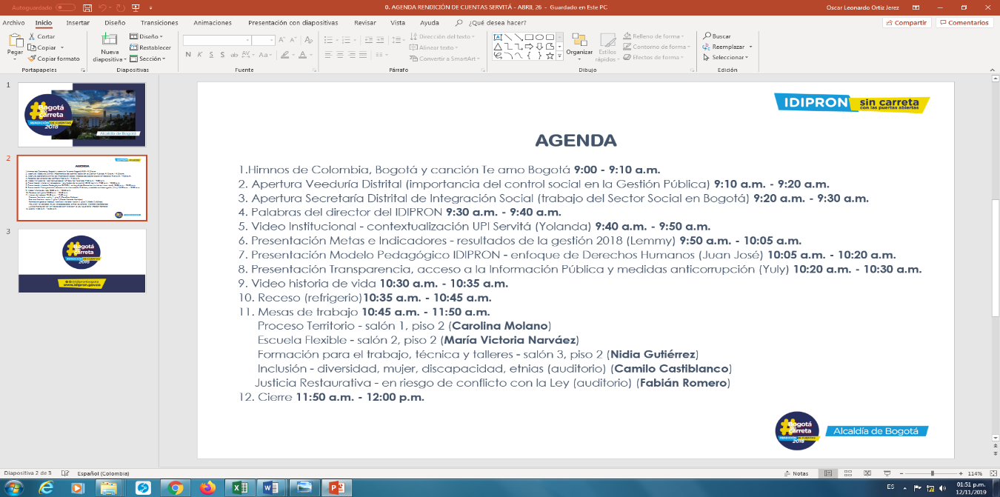 Autoguardado
0. AGENDA RENDICIÓN DE CUENTAS SERVITÁ - ABRIL 26 - Guardado en Este PC
Oscar Leonardo Ortiz Jerez
Archivo Inicio Insertar Diseño Transiciones Animaciones Presentación con diapositivas Revisar Vista Ayuda ¿Qué desea hacer? Compartir Comentarios
Pegar
Cortar
Copiar
Copiar formato
Portapapeles
Nueva diapositiva
Diseño
Restablecer
Sección
Diapositivas
N K S S ab AV Aa A
Fuente
Dirección del texto
Alinear texto
Convertir a SmartArt
Párrafo
Organizar
Estilos rápidos
Relleno de forma
Contorno de forma
Efectos de forma
Dibujo
Buscar
Reemplazar
Seleccionar
Edición
1
#Bogotá sin carreta
RENDICIÓN DE CUENTAS
2018
Alcaldía de Bogotá
2
3
Bogotá sin carreta
2018
www.idipron.gov.co
IDIPRON sin carreta
con las puertas abiertas
AGENDA
1.Himnos de Colombia, Bogotá y canción Te amo Bogotá 9:00 - 9:10 a.m.
2. Apertura Veeduría Distrital (importancia del control social en la Gestión Pública) 9:10 a.m. - 9:20 a.m.
3. Apertura Secretaría Distrital de Integración Social (trabajo del Sector Social en Bogotá) 9:20 a.m. - 9:30 a.m.
4. Palabras del director del IDIPRON 9:30 a.m. - 9:40 a.m.
5. Video Institucional - contextualización UPI Servitá (Yolanda) 9:40 a.m. - 9:50 a.m.
6. Presentación Metas e Indicadores - resultados de la gestión 2018 (Lemmy) 9:50 a.m. - 10:05 a.m.
7. Presentación Modelo Pedagógico IDIPRON - enfoque de Derechos Humanos (Juan José) 10:05 a.m. - 10:20 a.m.
8. Presentación Transparencia, acceso a la Información Pública y medidas anticorrupción (Yuly) 10:20 a.m. - 10:30 a.m.
9. Video historia de vida 10:30 a.m. - 10:35 a.m.
10. Receso (refrigerio)10:35 a.m. - 10:45 a.m.
11. Mesas de trabajo 10:45 a.m. - 11:50 a.m.
Proceso Territorio - salón 1, piso 2 (Carolina Molano)
Escuela Flexible - salón 2, piso 2 (María Victoria Narváez)
Formación para el trabajo, técnica y talleres - salón 3, piso 2 (Nidia Gutiérrez)
Inclusión - diversidad, mujer, discapacidad, etnias (auditorio) (Camilo Castiblanco)
Justicia Restaurativa - en riesgo de conflicto con la Ley (auditorio) (Fabián Romero)
12. Cierre 11:50 a.m. - 12:00 p.m.
#Bogotá sin carreta
RENDICIÓN DE CUENTAS
2018
Alcaldía de Bogotá
Diapositiva 2 de 3 Español (Colombia) Notas 114%
ES 01:51 p.m.
12/11/2019